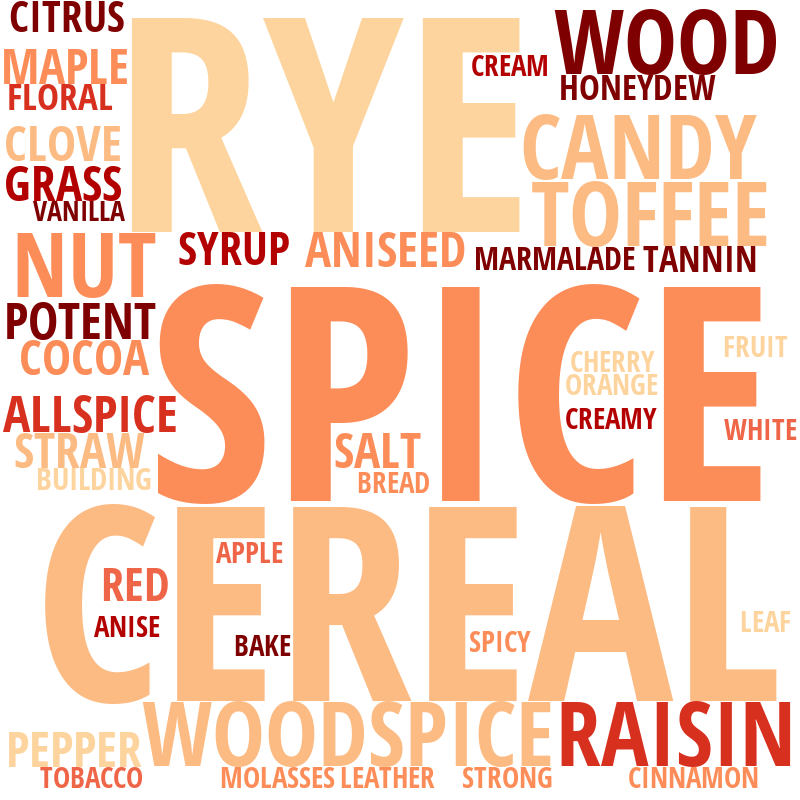 CITRUS
RYE
WOOD
MAPLE
CREAM
FLORAL
HONEYDEW
CLOVE
CANDY
GRASS
VANILLA
TOFFEE
NUT
SYRUP
ANISEED
MARMALADE
TANNIN
POTENT
SPICE
COCOA
CHERRY
FRUIT
ORANGE
ALLSPICE
CREAMY
WHITE
STRAW
SALT
BUILDING
BREAD
CEREAL
APPLE
RED
ANISE
BAKE
SPICY
LEAF
PEPPER
WOODSPICE
RAISIN
TOBACCO
MOLASSES
LEATHER
STRONG
CINNAMON